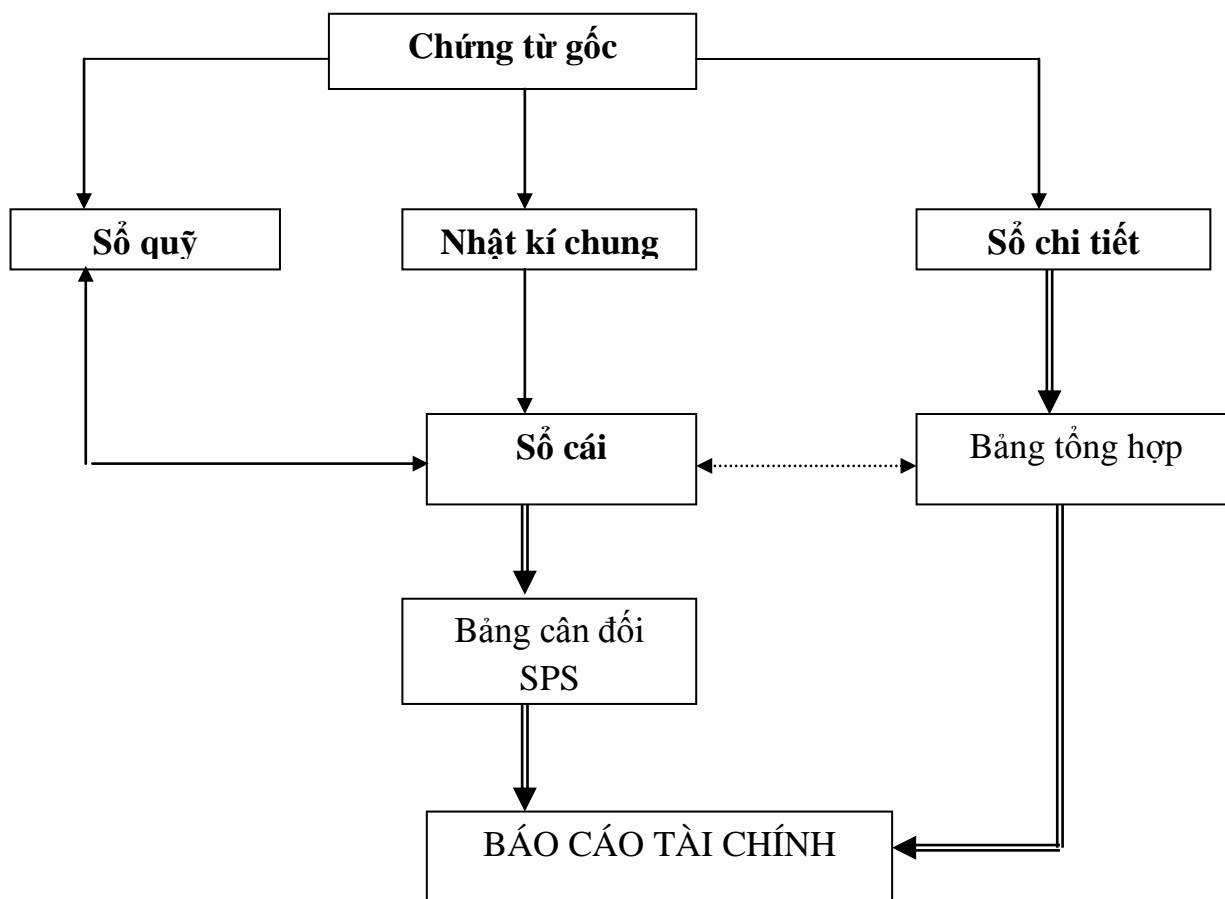 Chứng từ gốc
Sổ quỹ
Nhật kí chung
Sổ chi tiết
Sổ cái
Bảng tổng hợp
Bảng cân đối
SPS
BÁO CÁO TÀI CHÍNH